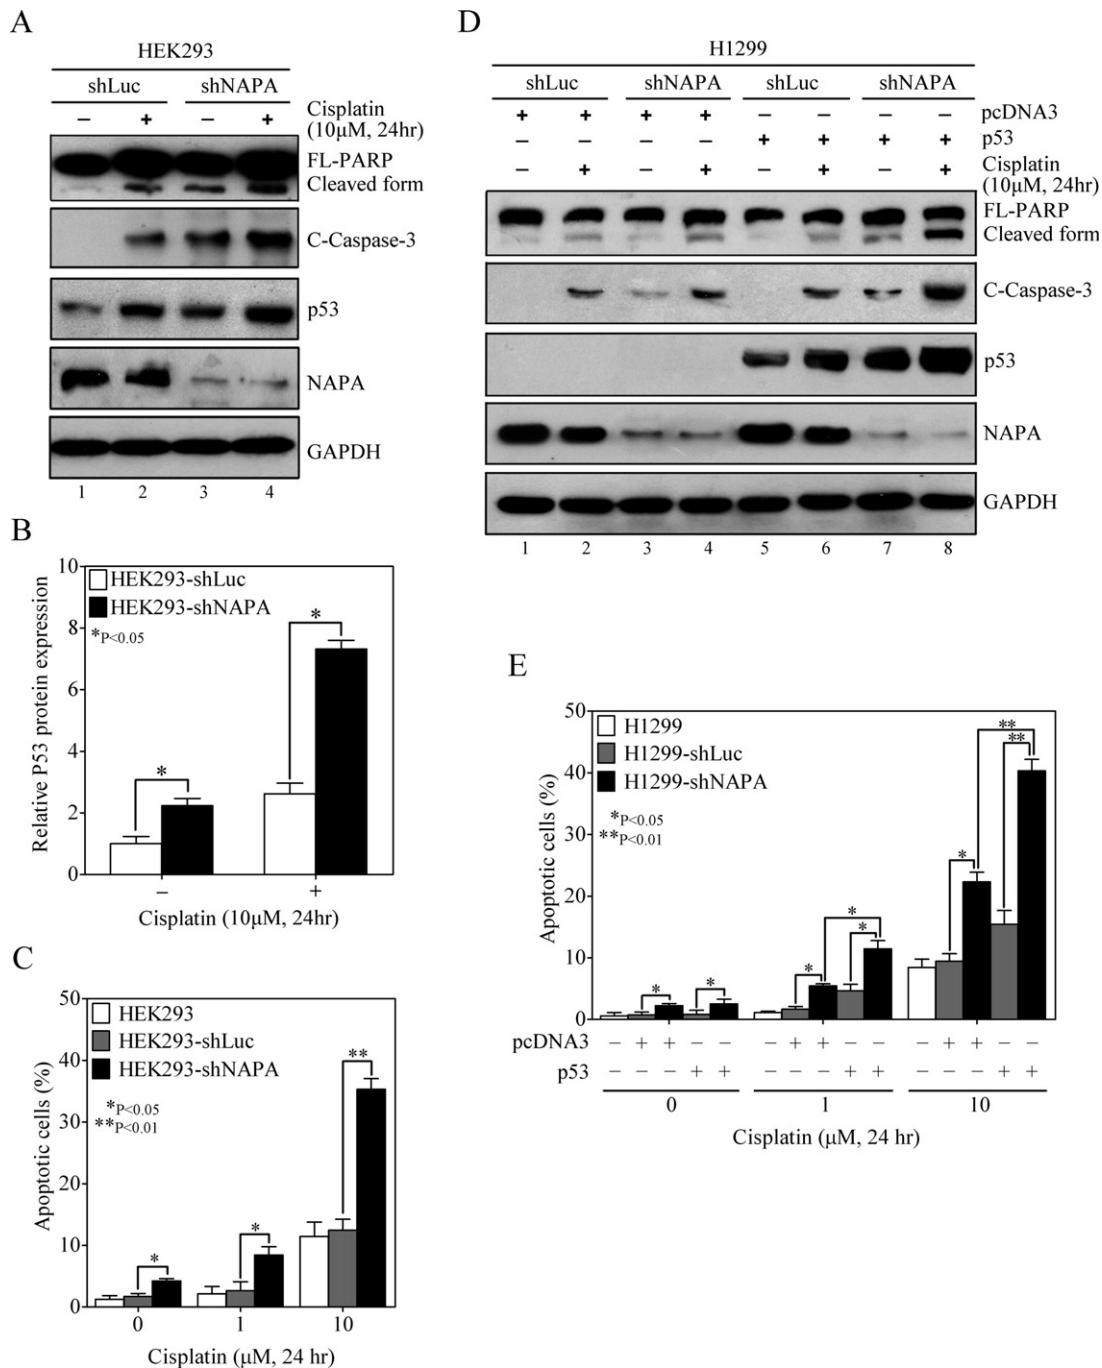 A
HEK293
shLuc shNAPA
Cisplatin
(10μM, 24hr)
− + − +
FL-PARP
Cleaved form
C-Caspase-3
p53
NAPA
GAPDH
1 2 3 4
B
10
8
6
4
2
0
Relative P53 protein expression
HEK293-shLuc
HEK293-shNAPA
*P<0.05
*
*
− +
Cisplatin (10μM, 24hr)
C
50
40
30
20
10
0
Apoptotic cells (%)
HEK293
HEK293-shLuc
HEK293-shNAPA
*P<0.05
**P<0.01
*
*
**
0 1 10
Cisplatin (μM, 24 hr)
D
H1299
shLuc shNAPA shLuc shNAPA
+ + + + − − − − pcDNA3
− − − − + + + + p53
− + − + − + − + Cisplatin
(10μM, 24hr)
FL-PARP
Cleaved form
C-Caspase-3
p53
NAPA
GAPDH
1 2 3 4 5 6 7 8
E
50
40
30
20
10
0
Apoptotic cells (%)
H1299
H1299-shLuc
H1299-shNAPA
*P<0.05
**P<0.01
* *
* * *
* ** **
pcDNA3 − + + − − − + + − − − + + − −
p53 − − − + + − − − + + − − − + +
0 1 10
Cisplatin (μM, 24 hr)